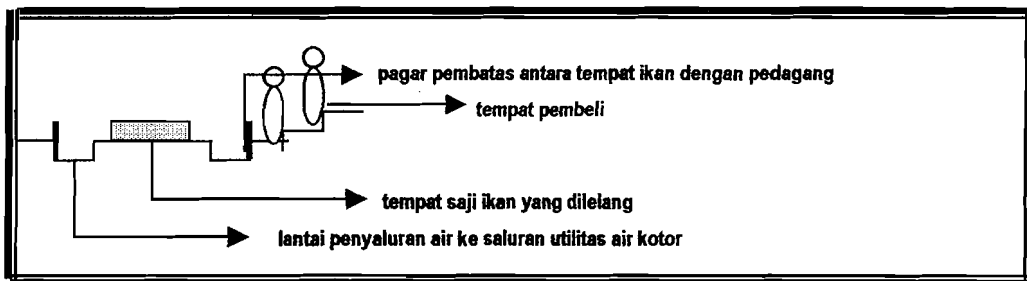 pagar pembatas antara tempat ikan dengan pedagang
tempat pembeli
tempat saji ikan yang dilelang
lantai penyaluran air ke saluran utilitas air kotor